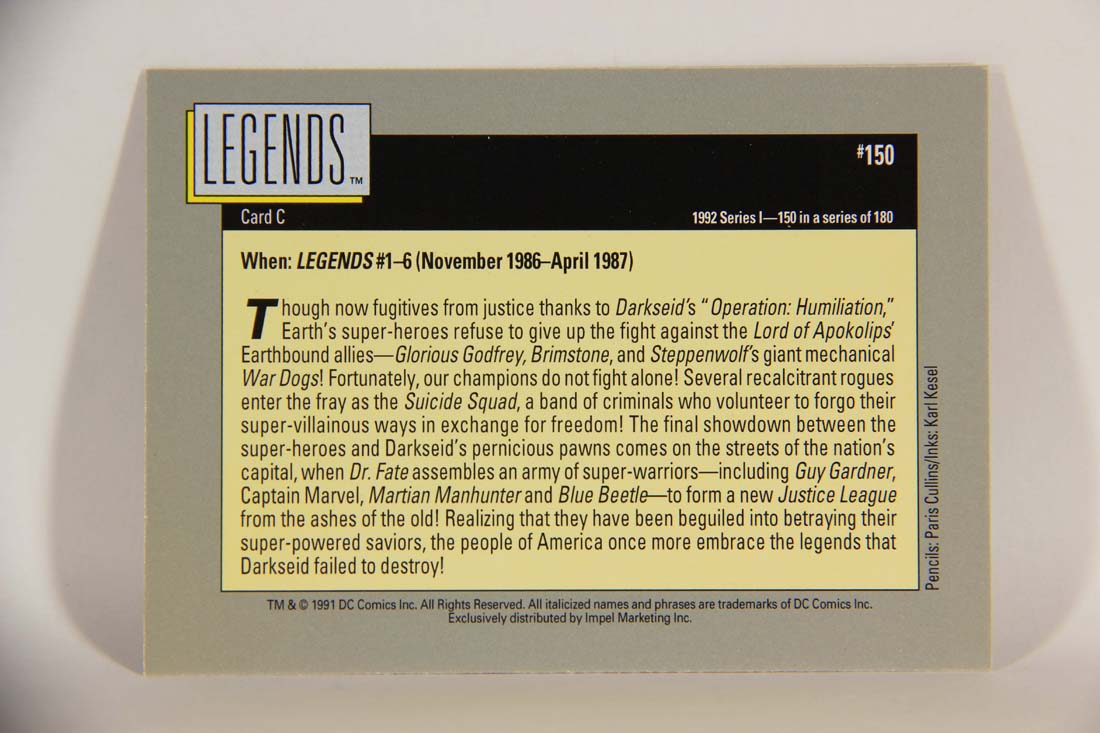 LEGENDS™
#150
Card C
1992 Series I—150 in a series of 180
When: LEGENDS #1–6 (November 1986–April 1987)
Though now fugitives from justice thanks to Darkseid's "Operation: Humiliation,"
Earth's super-heroes refuse to give up the fight against the Lord of Apokolips'
Earthbound allies—Glorious Godfrey, Brimstone, and Steppenwolf's giant mechanical
War Dogs! Fortunately, our champions do not fight alone! Several recalcitrant rogues
enter the fray as the Suicide Squad, a band of criminals who volunteer to forgo their
super-villainous ways in exchange for freedom! The final showdown between the
super-heroes and Darkseid's pernicious pawns comes on the streets of the nation's
capital, when Dr. Fate assembles an army of super-warriors—including Guy Gardner,
Captain Marvel, Martian Manhunter and Blue Beetle—to form a new Justice League
from the ashes of the old! Realizing that they have been beguiled into betraying their
super-powered saviors, the people of America once more embrace the legends that
Darkseid failed to destroy!
Pencils: Paris Cullins/Inks: Karl Kesel
TM & © 1991 DC Comics Inc. All Rights Reserved. All italicized names and phrases are trademarks of DC Comics Inc.
Exclusively distributed by Impel Marketing Inc.